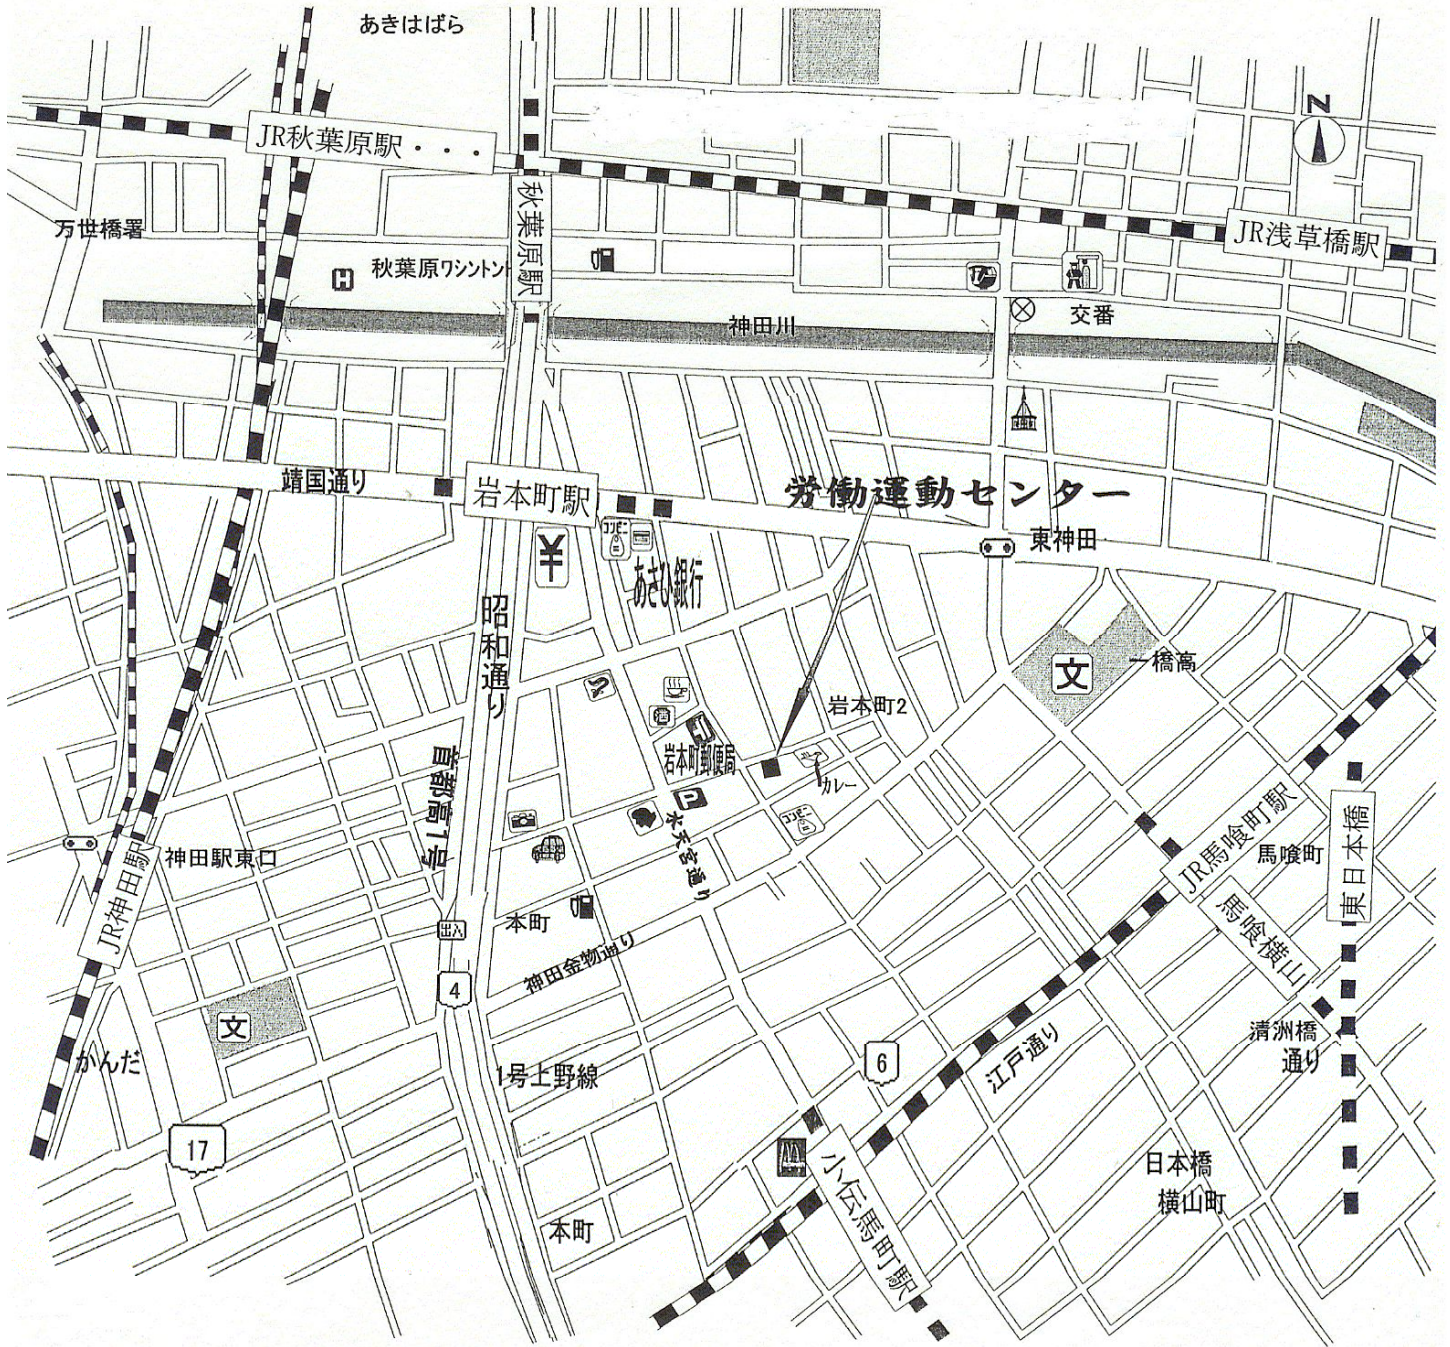 あきはばら
N
JR秋葉原駅・・・
秋葉原駅
JR浅草橋駅
万世橋署
H
秋葉原ワシントン
交番
神田川
靖国通り
岩本町駅
労働運動センター
コンビニ
¥
東神田
あさひ銀行
昭和通り
文
一橋高
岩本町2
岩本町郵便局
カレー
首都高1号
P
水天宮通り
コンビニ
JR馬喰町駅
馬喰町
東日本橋
神田駅東口
JR神田駅
本町
馬喰横山
神田金物通り
4
文
清洲橋
通り
かんだ
1号上野線
6
江戸通り
17
小伝馬町駅
日本橋
横山町
本町